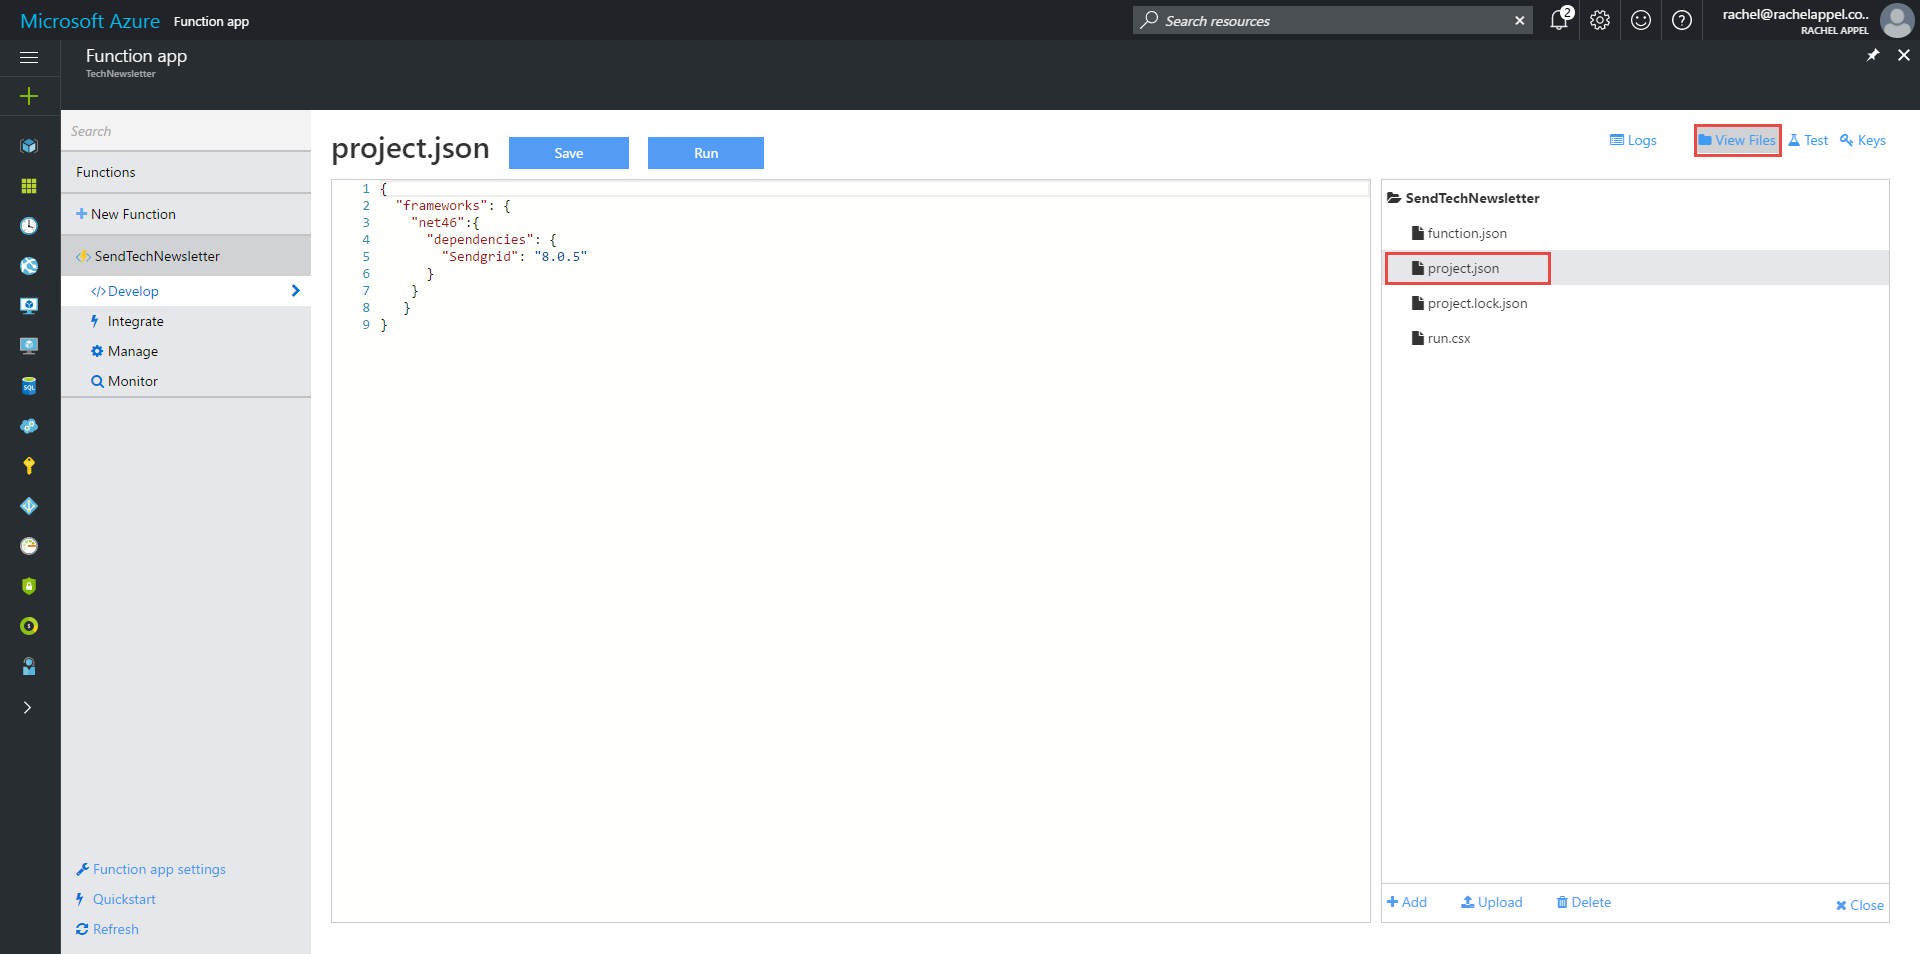 Microsoft Azure Function app
Search resources
2
rachel@rachelappel.co..
RACHEL APPEL
Function app
TechNewsletter
Search
Functions
New Function
SendTechNewsletter
</> Develop
Integrate
Manage
Monitor
Function app settings
Quickstart
Refresh
project.json
Save
Run
Logs
View Files
Test
Keys
1 {
2 "frameworks": {
3 "net46":{
4 "dependencies": {
5 "Sendgrid": "8.0.5"
6 }
7 }
8 }
9 }
SendTechNewsletter
function.json
project.json
project.lock.json
run.csx
Add
Upload
Delete
Close